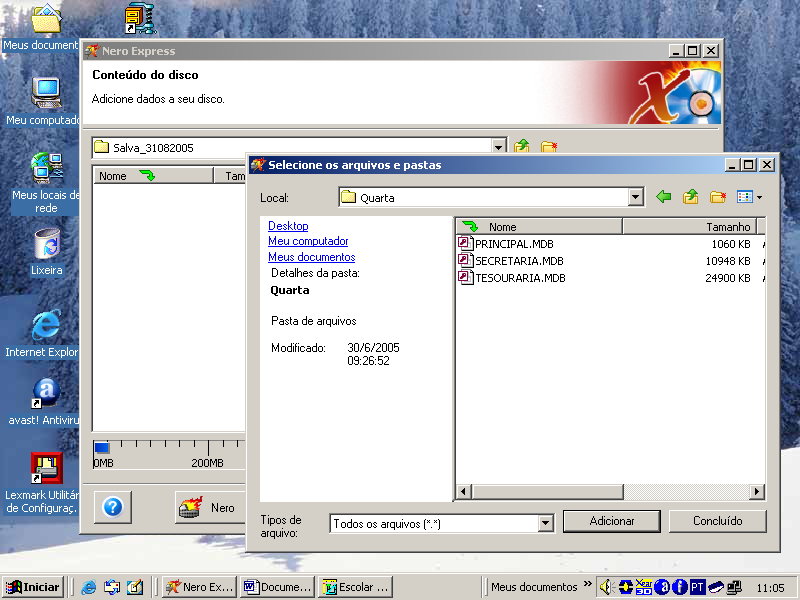 Meus document
Meu computado
Meus locais de
rede
Lixeira
Internet Explor
avast! Antiviru
Lexmark Utilitár
de Configuraç.
Nero Express
Conteúdo do disco
Adicione dados a seu disco.
Salva_31082005
Nome
Tam
0MB
200MB
Nero
Selecione os arquivos e pastas
Local:
Quarta
Desktop
Meu computador
Meus documentos
Detalhes da pasta:
Quarta
Pasta de arquivos
Modificado: 30/6/2005
09:26:52
Nome Tamanho
PRINCIPAL.MDB 1060 KB
SECRETARIA.MDB 10948 KB
TESOURARIA.MDB 24900 KB
Tipos de
arquivo:
Todos os arquivos (*.*)
Adicionar
Concluído
Iniciar
Nero Ex...
Docume...
Escolar ...
Meus documentos »
PT
11:05